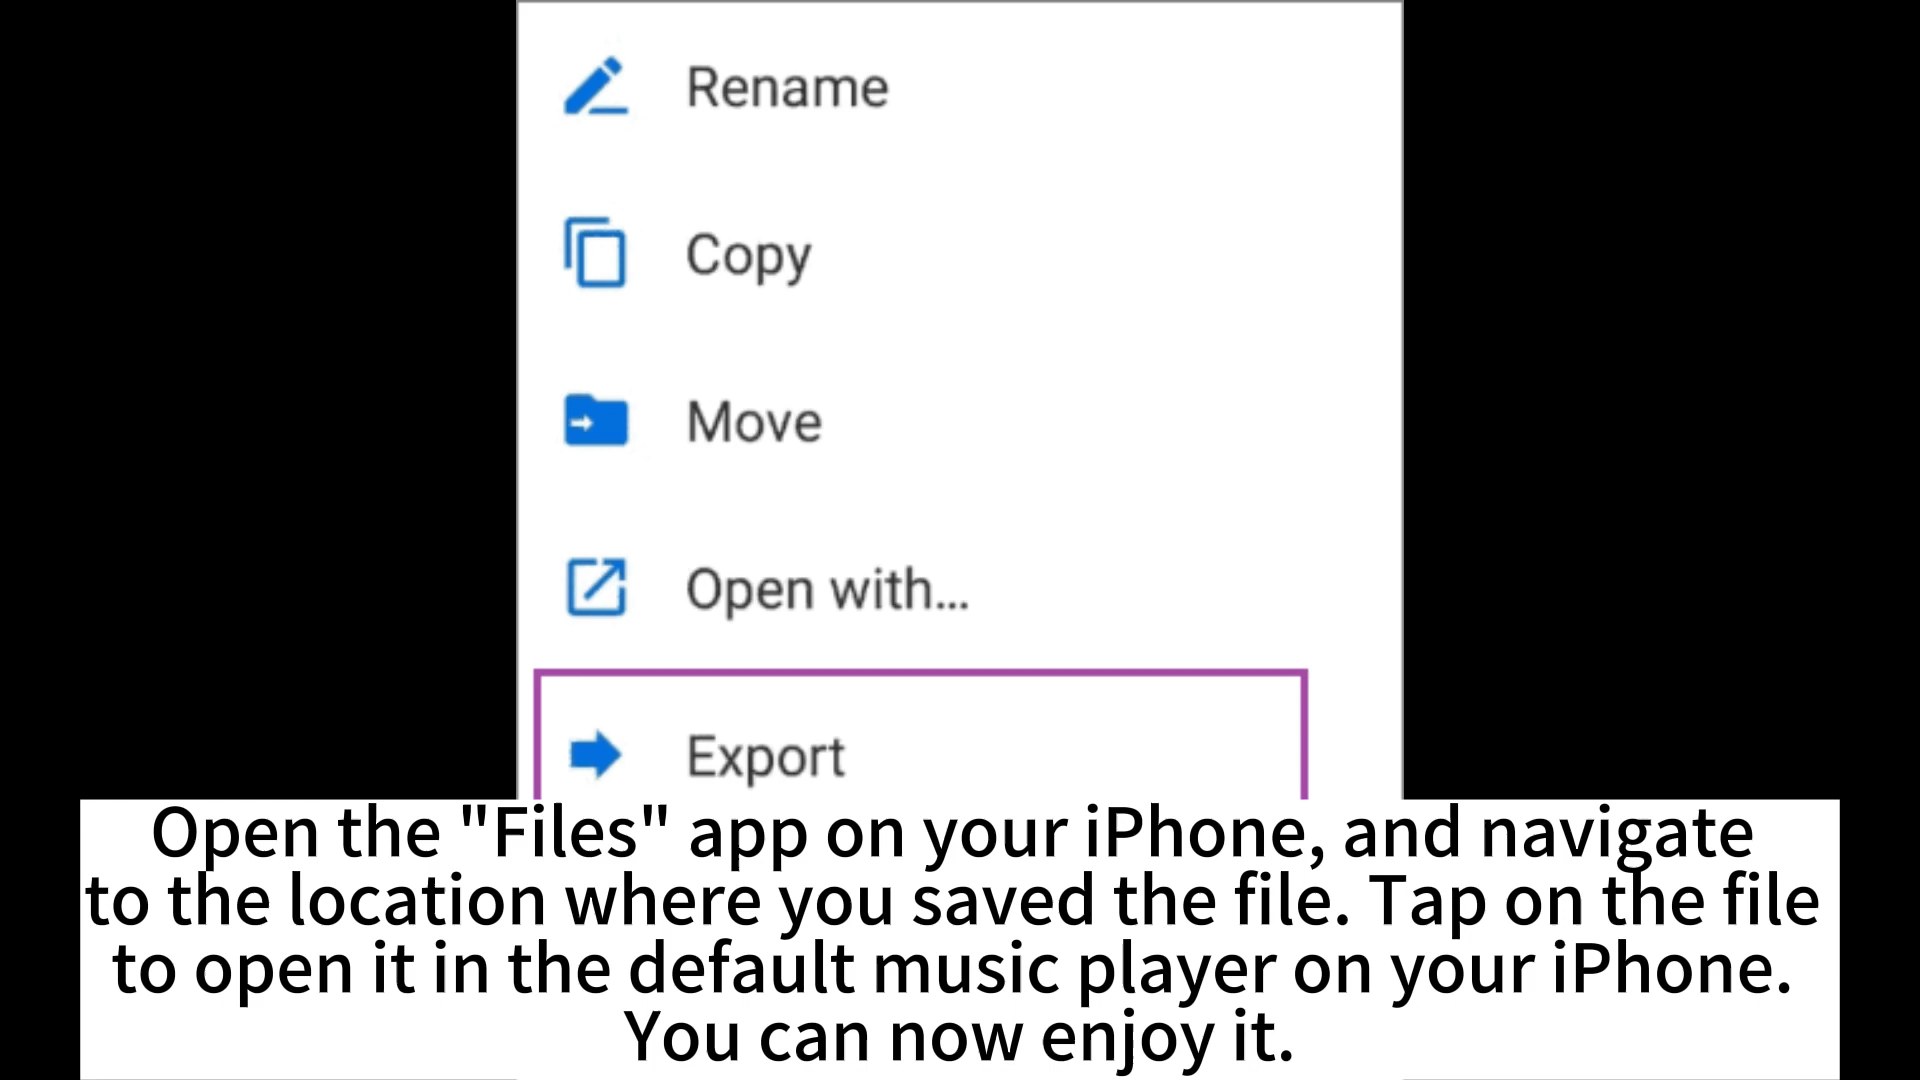 Rename
Copy
Move
Open with...
Export
Open the "Files" app on your iPhone, and navigate
to the location where you saved the file. Tap on the file
to open it in the default music player on your iPhone.
You can now enjoy it.